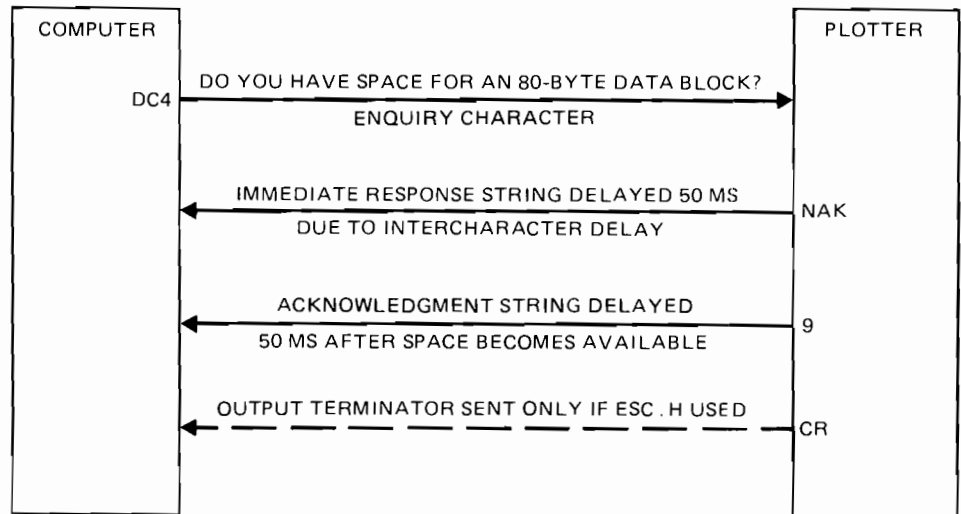 COMPUTER
PLOTTER
DO YOU HAVE SPACE FOR AN 80-BYTE DATA BLOCK?
DC4
ENQUIRY CHARACTER
IMMEDIATE RESPONSE STRING DELAYED 50 MS
NAK
DUE TO INTERCHARACTER DELAY
ACKNOWLEDGMENT STRING DELAYED
9
50 MS AFTER SPACE BECOMES AVAILABLE
OUTPUT TERMINATOR SENT ONLY IF ESC . H USED
CR